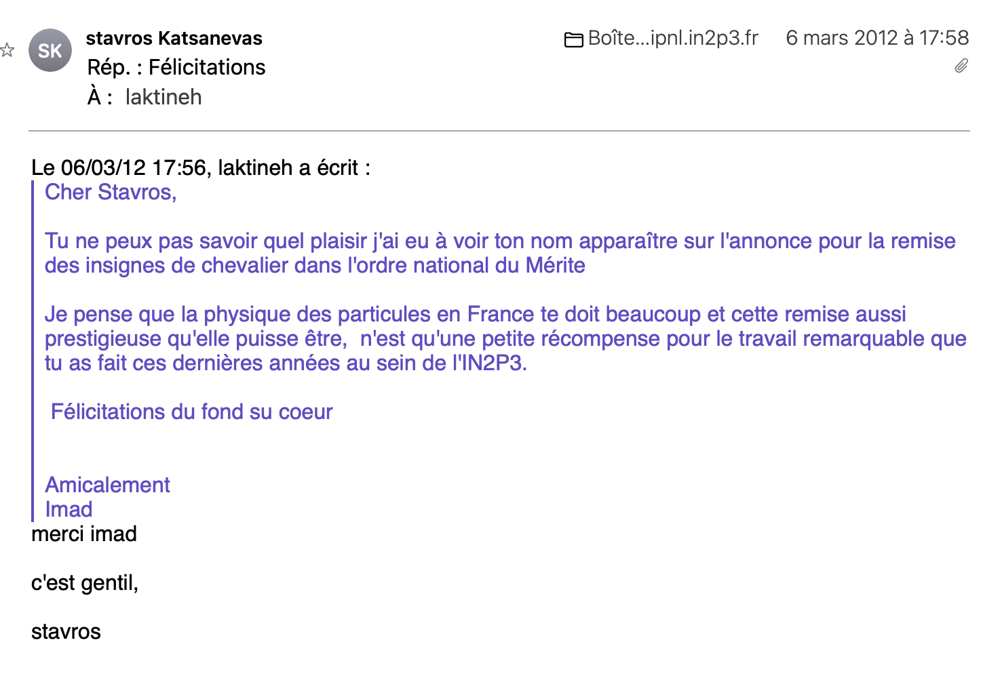 stavros Katsanevas
Boîte...ipnl.in2p3.fr 6 mars 2012 à 17:58
SK
Rép. : Félicitations
À : laktineh
Le 06/03/12 17:56, laktineh a écrit :
Cher Stavros,
Tu ne peux pas savoir quel plaisir j'ai eu à voir ton nom apparaître sur l'annonce pour la remise
des insignes de chevalier dans l'ordre national du Mérite
Je pense que la physique des particules en France te doit beaucoup et cette remise aussi
prestigieuse qu'elle puisse être,  n'est qu'une petite récompense pour le travail remarquable que
tu as fait ces dernières années au sein de l'IN2P3.
Félicitations du fond su coeur
Amicalement
Imad
merci imad
c'est gentil,
stavros